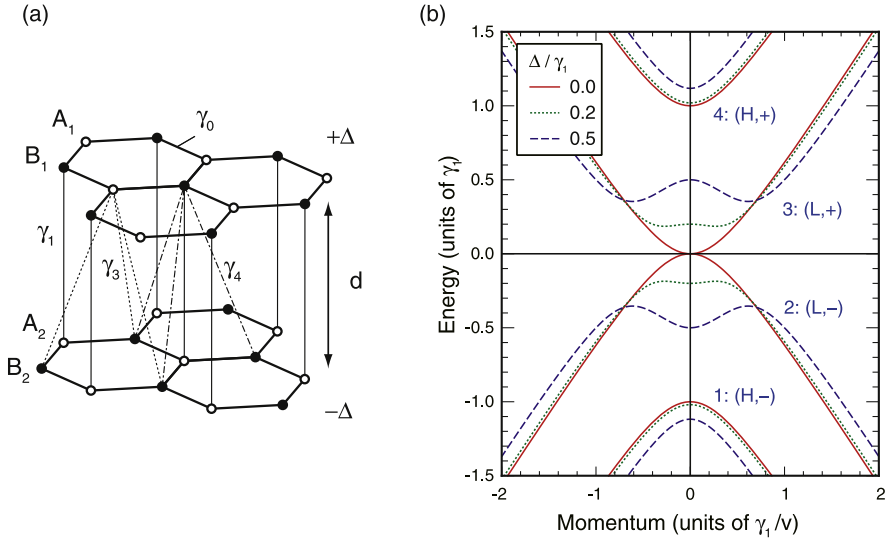 (a)
A1
γ0
+Δ
B1
γ1
γ3
γ4
d
A2
B2
−Δ
(b)
1.5
1.0
0.5
0.0
-0.5
-1.0
-1.5
Energy (units of γ1)
Δ / γ1
0.0
0.2
0.5
4: (H,+)
3: (L,+)
2: (L,−)
1: (H,−)
-2
-1
0
1
2
Momentum (units of γ1/v)